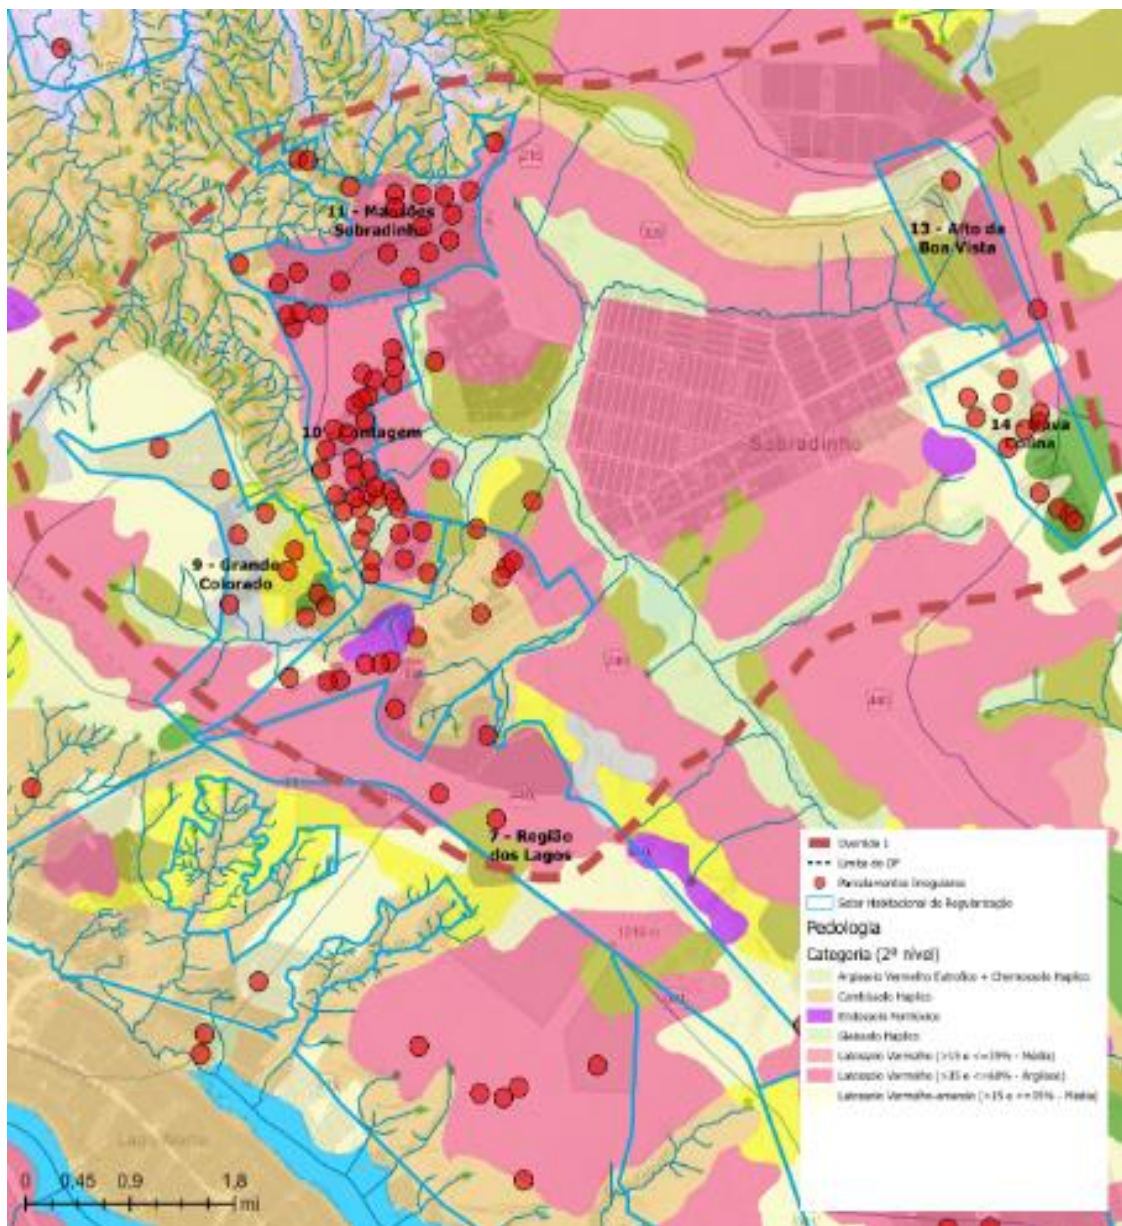 11 - Mansões
Sobradinho
13 - Alto da
Boa Vista
10 - Contagem
14 - Nova
Colina
Sobradinho
9 - Grande
Colorado
7 - Região
dos Lagos
Lago Norte
0 0,45 0,9 1,8
mi
Override 1
Limite do DF
Parcelamentos Irregulares
Setor Habitacional de Regularização
Pedologia
Categoria (2º nível)
Argissolo Vermelho Eutrófico + Chernossolo Háplico
Cambissolo Háplico
Gleissolo Háplico
Latossolo Vermelho (>15 e <=35% - Média)
Latossolo Vermelho (>35 e <=60% - Argilosa)
Latossolo Vermelho-amarelo (>15 e <=35% - Média)